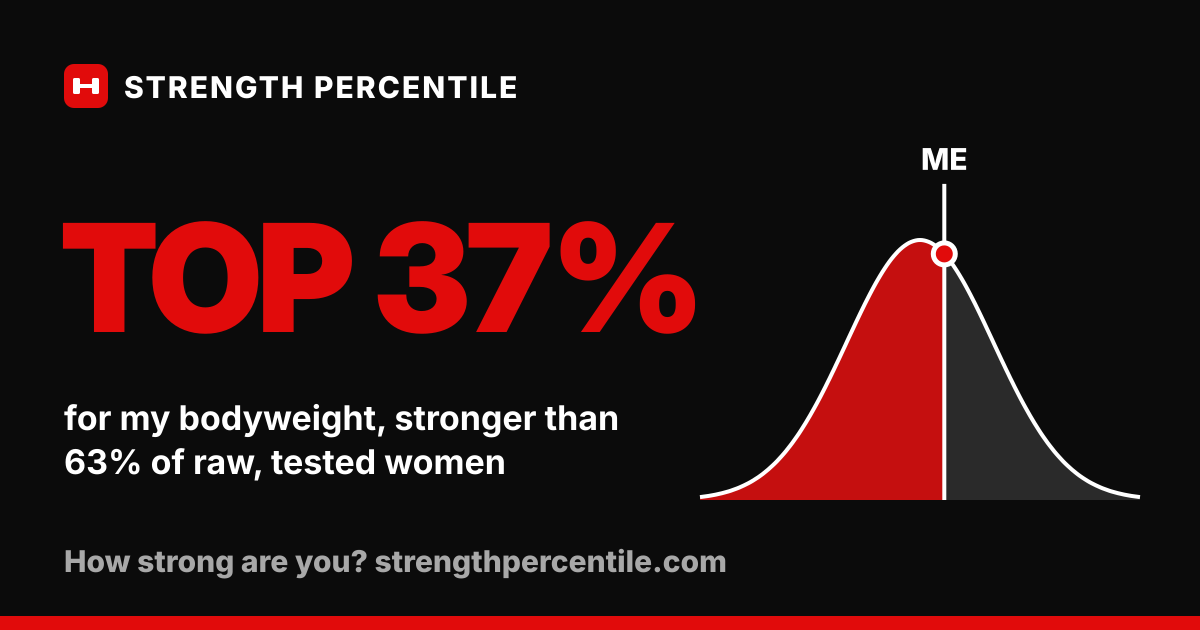 STRENGTH PERCENTILE
ME
TOP 37%
for my bodyweight, stronger than
63% of raw, tested women
How strong are you? strengthpercentile.com